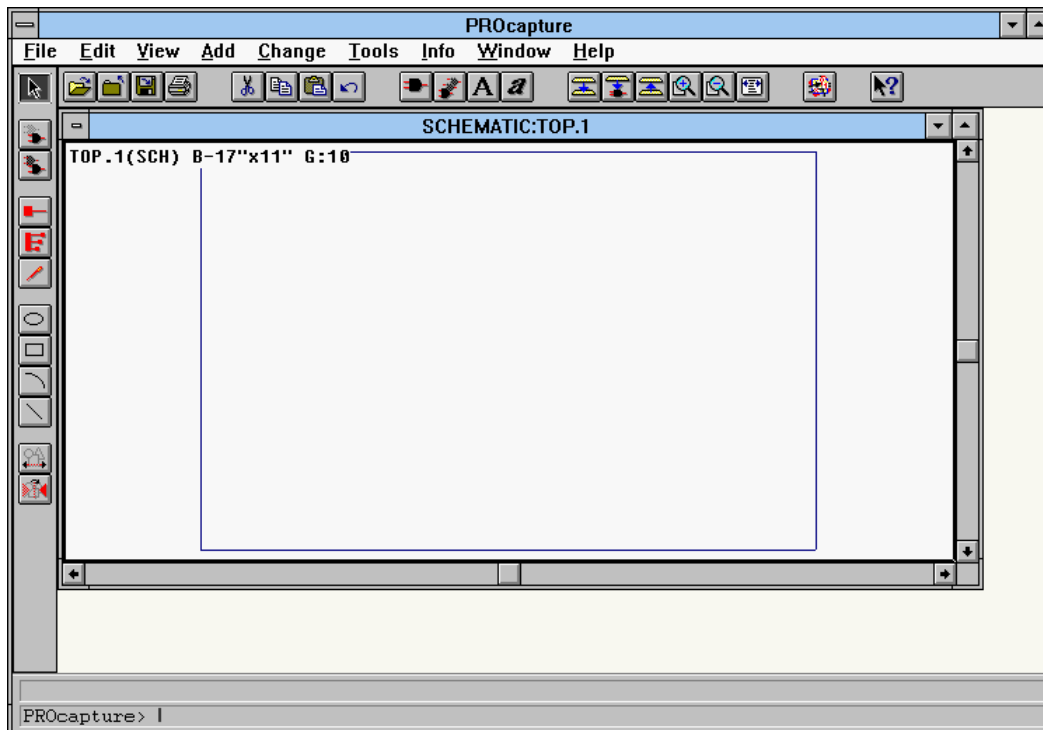 PROcapture
File Edit View Add Change Tools Info Window Help
A a ?
SCHEMATIC:TOP.1
TOP.1(SCH) B-17"x11" G:10
PROcapture>